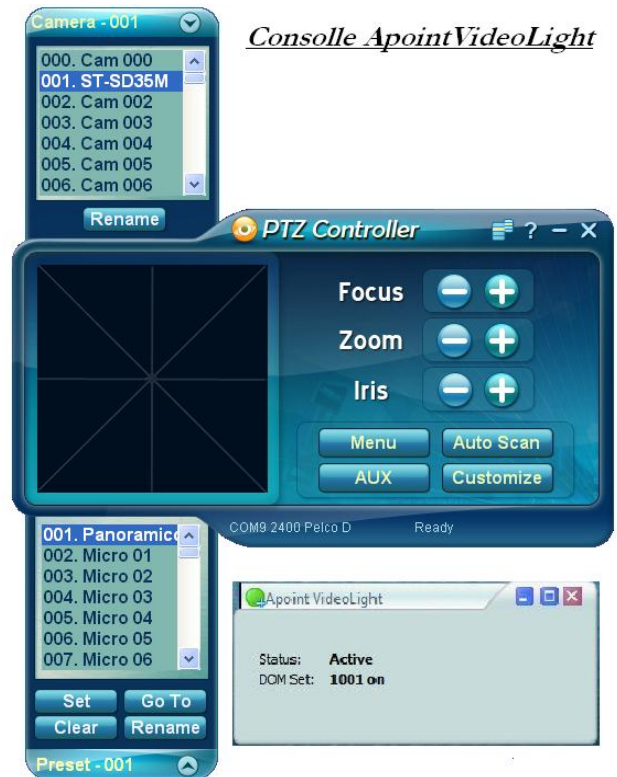 Camera - 001
Consolle ApointVideoLight
000. Cam 000
001. ST-SD35M
002. Cam 002
003. Cam 003
004. Cam 004
005. Cam 005
006. Cam 006
Rename
PTZ Controller
?
Focus
Zoom
Iris
Menu
Auto Scan
AUX
Customize
COM9 2400 Pelco D
Ready
001. Panoramico
002. Micro 01
003. Micro 02
004. Micro 03
005. Micro 04
006. Micro 05
007. Micro 06
Set
Go To
Clear
Rename
Preset - 001
Apoint VideoLight
Status: Active
DOM Set: 1001 on